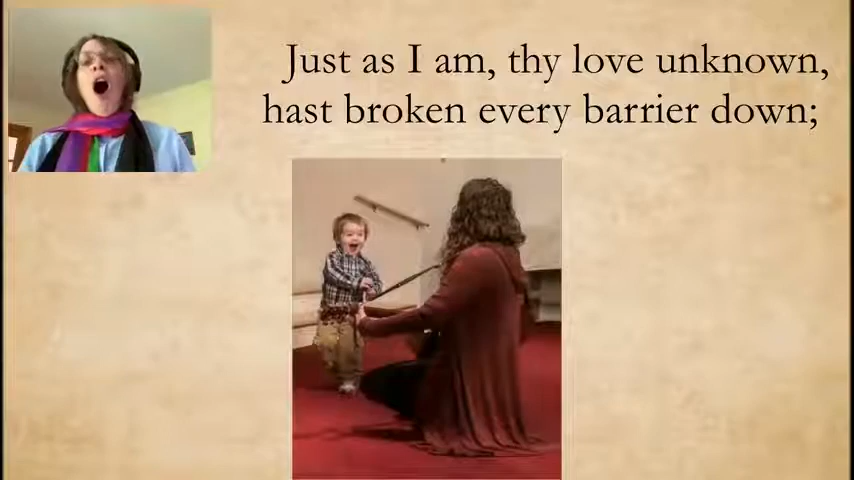 Just as I am, thy love unknown,
hast broken every barrier down;